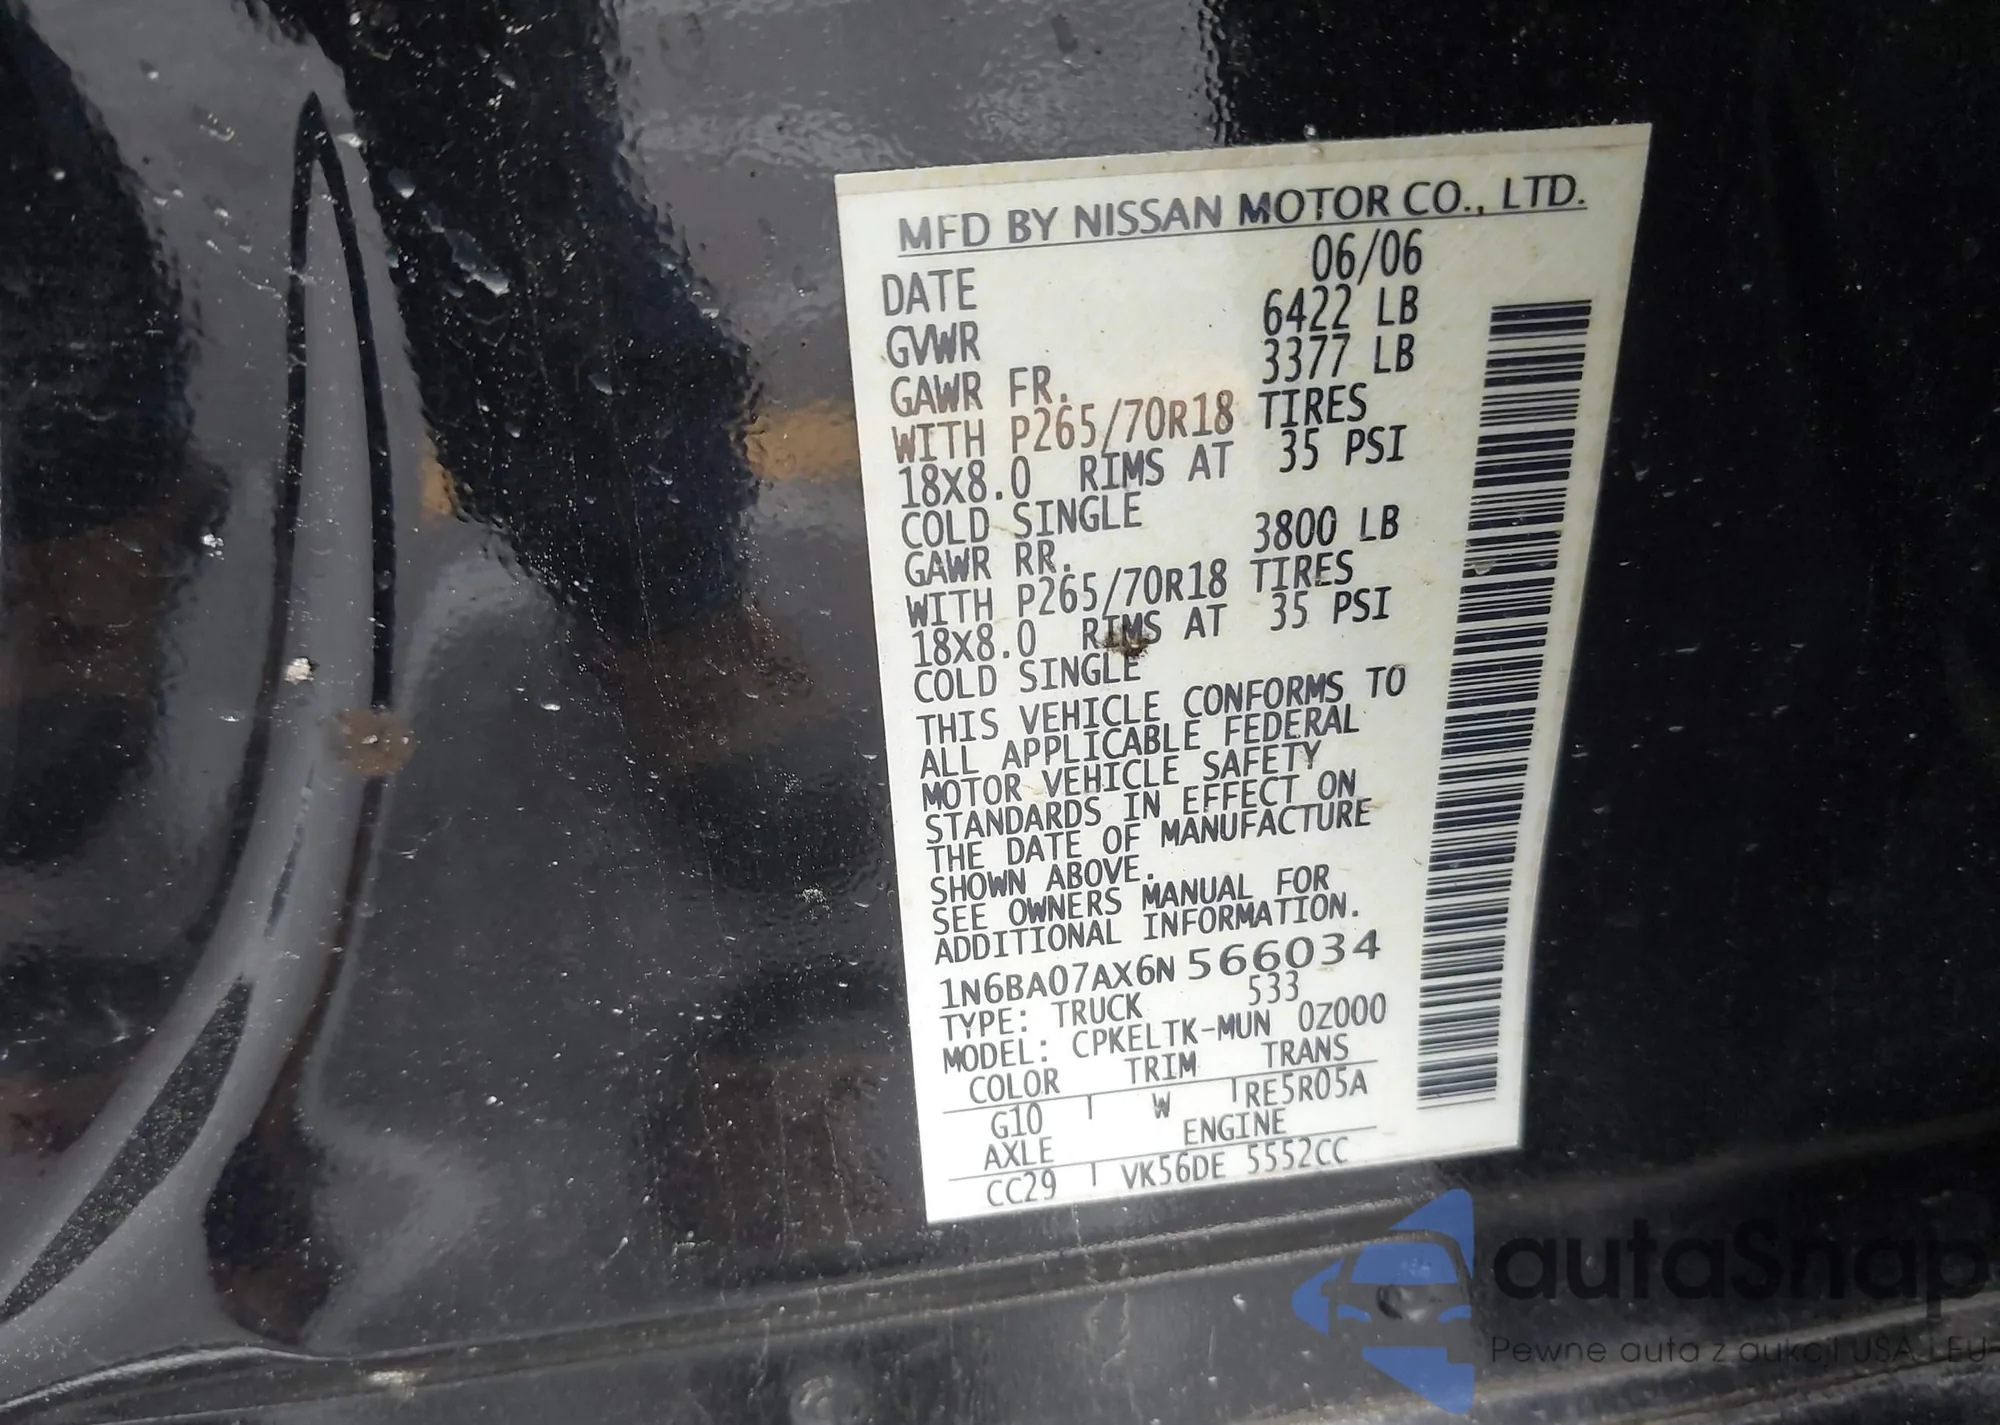 MFD BY NISSAN MOTOR CO., LTD.
DATE 06/06
GVWR 6422 LB
GAWR FR. 3377 LB
WITH P265/70R18 TIRES
18X8.0 RIMS AT 35 PSI
COLD SINGLE
GAWR RR. 3800 LB
WITH P265/70R18 TIRES
18X8.0 RIMS AT 35 PSI
COLD SINGLE
THIS VEHICLE CONFORMS TO
ALL APPLICABLE FEDERAL
MOTOR VEHICLE SAFETY
STANDARDS IN EFFECT ON
THE DATE OF MANUFACTURE
SHOWN ABOVE.
SEE OWNERS MANUAL FOR
ADDITIONAL INFORMATION.
1N6BA07AX6N 566034
TYPE: TRUCK 533
MODEL: CPKELTK-MUN 0Z000
COLOR TRIM TRANS
G10 W RE5R05A
AXLE ENGINE
CC29 VK56DE 5552CC
autaSnap
Pewne auta z aukcji USA i EU